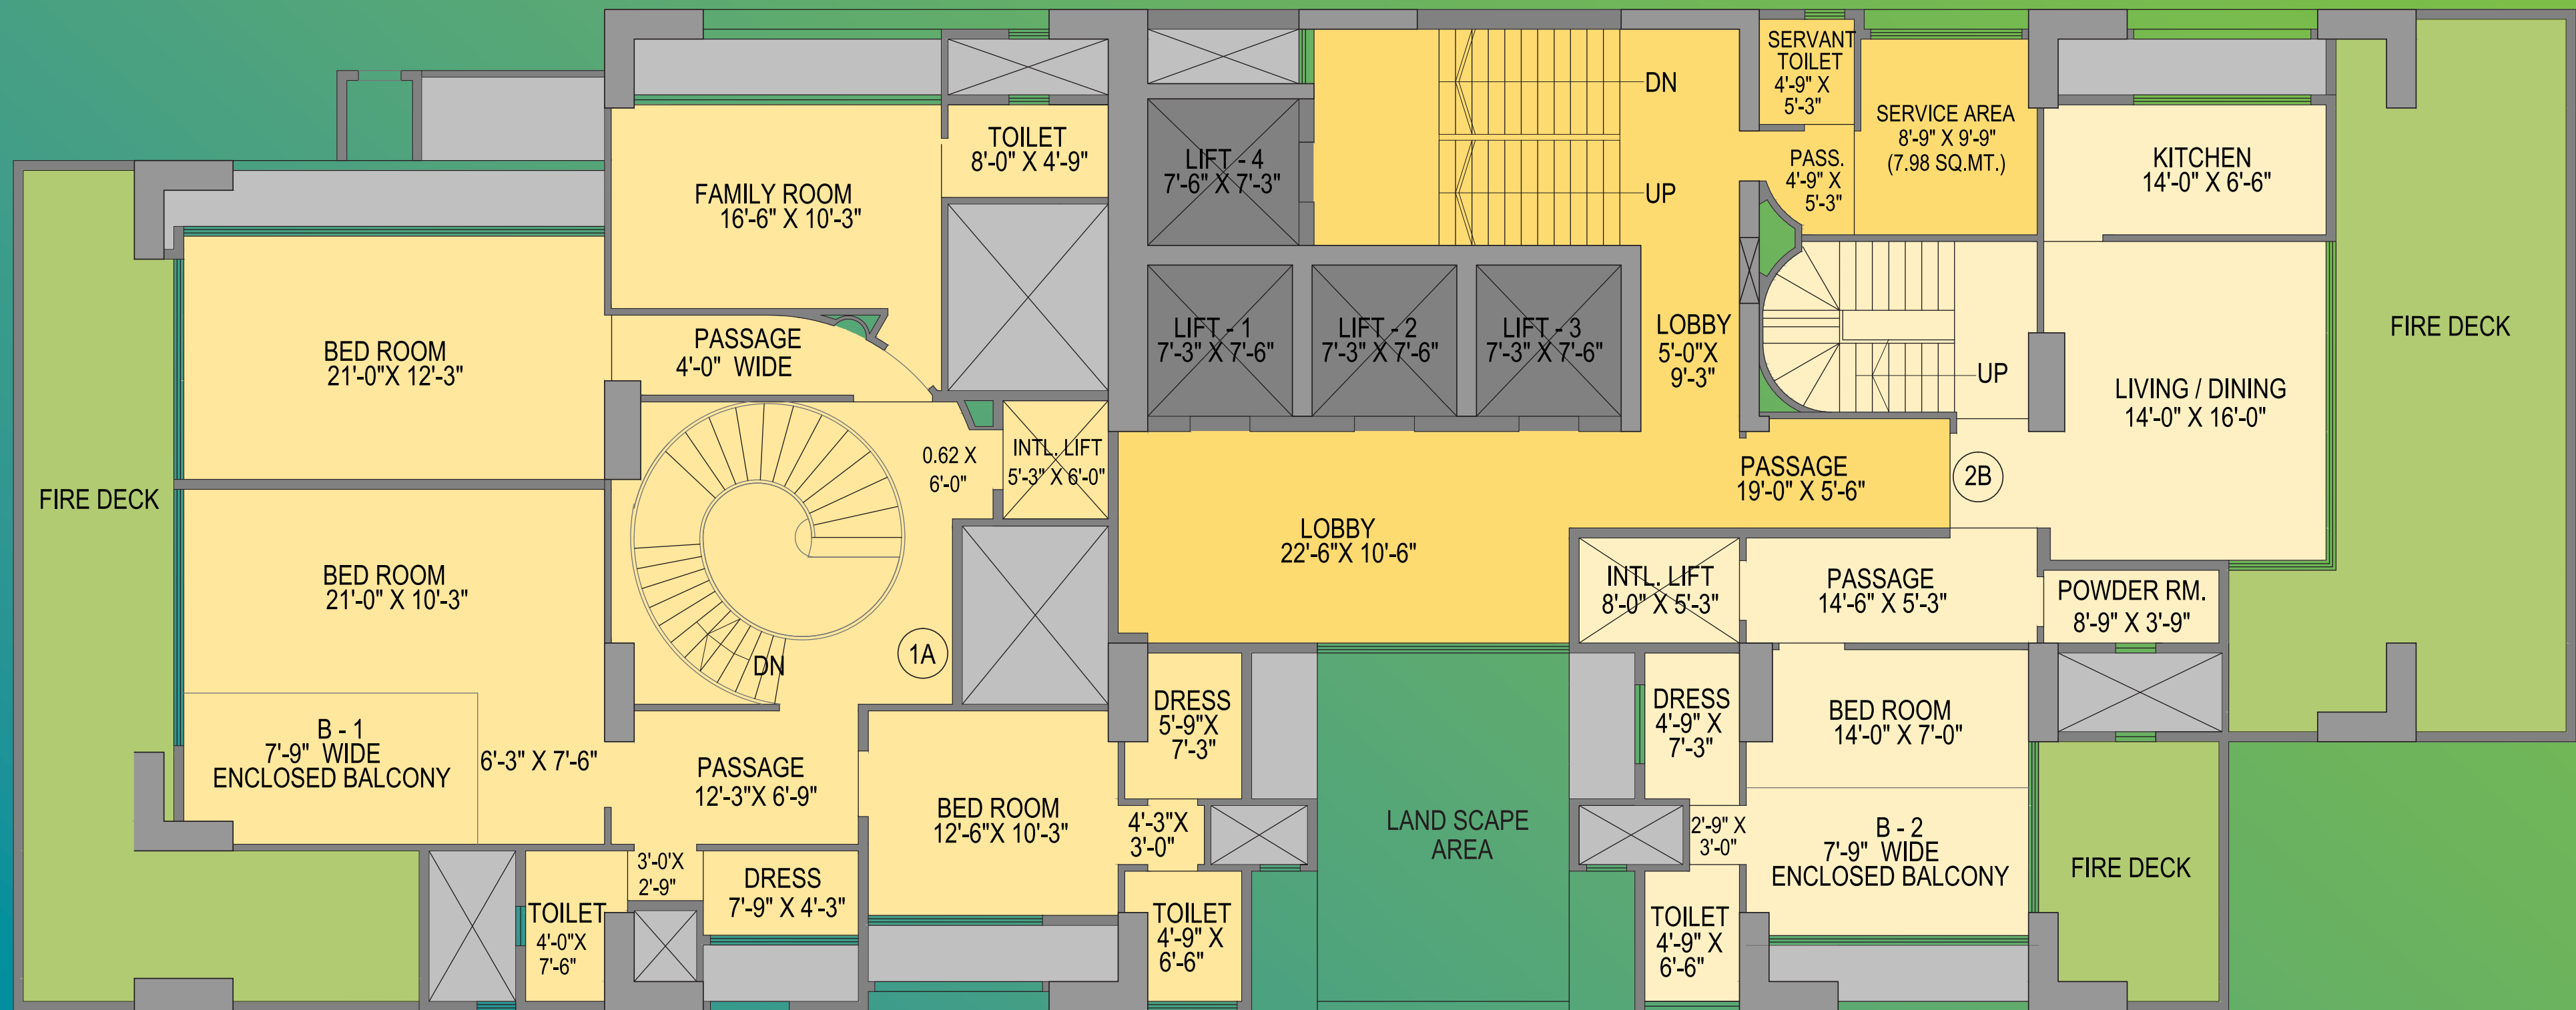 SERVANT
TOILET
4'-9" X
5'-3"
SERVICE AREA
8'-9" X 9'-9"
(7.98 SQ.MT.)
PASS.
4'-9" X
5'-3"
DN
UP
TOILET
8'-0" X 4'-9"
LIFT - 4
7'-6" X 7'-3"
KITCHEN
14'-0" X 6'-6"
FAMILY ROOM
16'-6" X 10'-3"
BED ROOM
21'-0"X 12'-3"
PASSAGE
4'-0" WIDE
LIFT - 1
7'-3" X 7'-6"
LIFT - 2
7'-3" X 7'-6"
LIFT - 3
7'-3" X 7'-6"
LOBBY
5'-0"X
9'-3"
UP
LIVING / DINING
14'-0" X 16'-0"
FIRE DECK
FIRE DECK
0.62 X
6'-0"
INTL. LIFT
5'-3" X 6'-0"
PASSAGE
19'-0" X 5'-6"
2B
LOBBY
22'-6"X 10'-6"
BED ROOM
21'-0" X 10'-3"
INTL. LIFT
8'-0" X 5'-3"
PASSAGE
14'-6" X 5'-3"
POWDER RM.
8'-9" X 3'-9"
DN
1A
B - 1
7'-9" WIDE
ENCLOSED BALCONY
6'-3" X 7'-6"
PASSAGE
12'-3"X 6'-9"
BED ROOM
12'-6"X 10'-3"
DRESS
5'-9"X
7'-3"
4'-3"X
3'-0"
TOILET
4'-9" X
6'-6"
LAND SCAPE
AREA
DRESS
4'-9" X
7'-3"
2'-9" X
3'-0"
TOILET
4'-9" X
6'-6"
BED ROOM
14'-0" X 7'-0"
B - 2
7'-9" WIDE
ENCLOSED BALCONY
FIRE DECK
3'-0'X
2'-9"
DRESS
7'-9" X 4'-3"
TOILET
4'-0"X
7'-6"